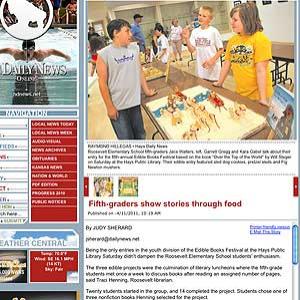 DAILY NEWS
ONLINE
hdnews.net
NAVIGATION
LOCAL NEWS TODAY
LOCAL NEWS WEEK
AUDIO-VISUAL
NEWS ARCHIVES
OBITUARIES
KANSAS NEWS
NATION & WORLD
PDF EDITION
PROGRESS 2010
PUBLIC NOTICES
WEATHER CENTRAL
Temp: 70.0°F
Sky: Fair
RAYMOND HILLEGAS • Hays Daily News
Roosevelt Elementary School fifth-graders Jace Walters, left, Garrett Gregg and Kara Gabel talk about their entry for the fifth annual Edible Books Festival based on the book "Over the Top of the World" by Will Steger on Saturday at the Hays Public Library. Their edible entry featured sled dog cookies, pretzel sleds and Fig Newton mushers.
Fifth-graders show stories through food
Published on -4/11/2011, 10:19 AM
Printer-friendly version
E-Mail This Story
By JUDY SHERARD
jsherard@dailynews.net
Being the only entries in the youth division of the Edible Books Festival at the Hays Public Library Saturday didn't dampen the Roosevelt Elementary School students' enthusiasm.
The three edible projects were the culmination of literary luncheons where the fifth-grade students met once a week to discuss books after reading an assigned number of pages, said Traci Henning, Roosevelt librarian.
Twenty students started in the group, and 14 completed the project. Students chose one of three nonfiction books Henning selected for the project.